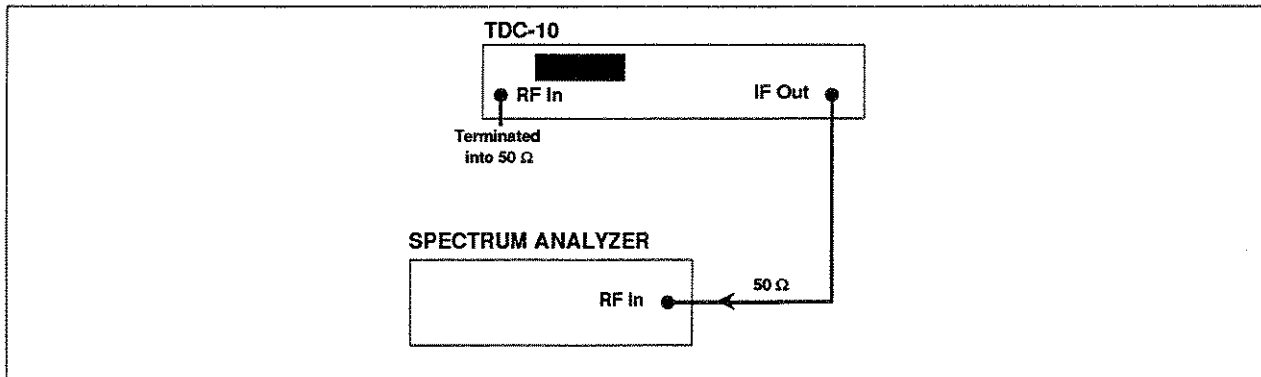 TDC-10
RF In
IF Out
Terminated
into 50 Ω
SPECTRUM ANALYZER
50 Ω
RF In